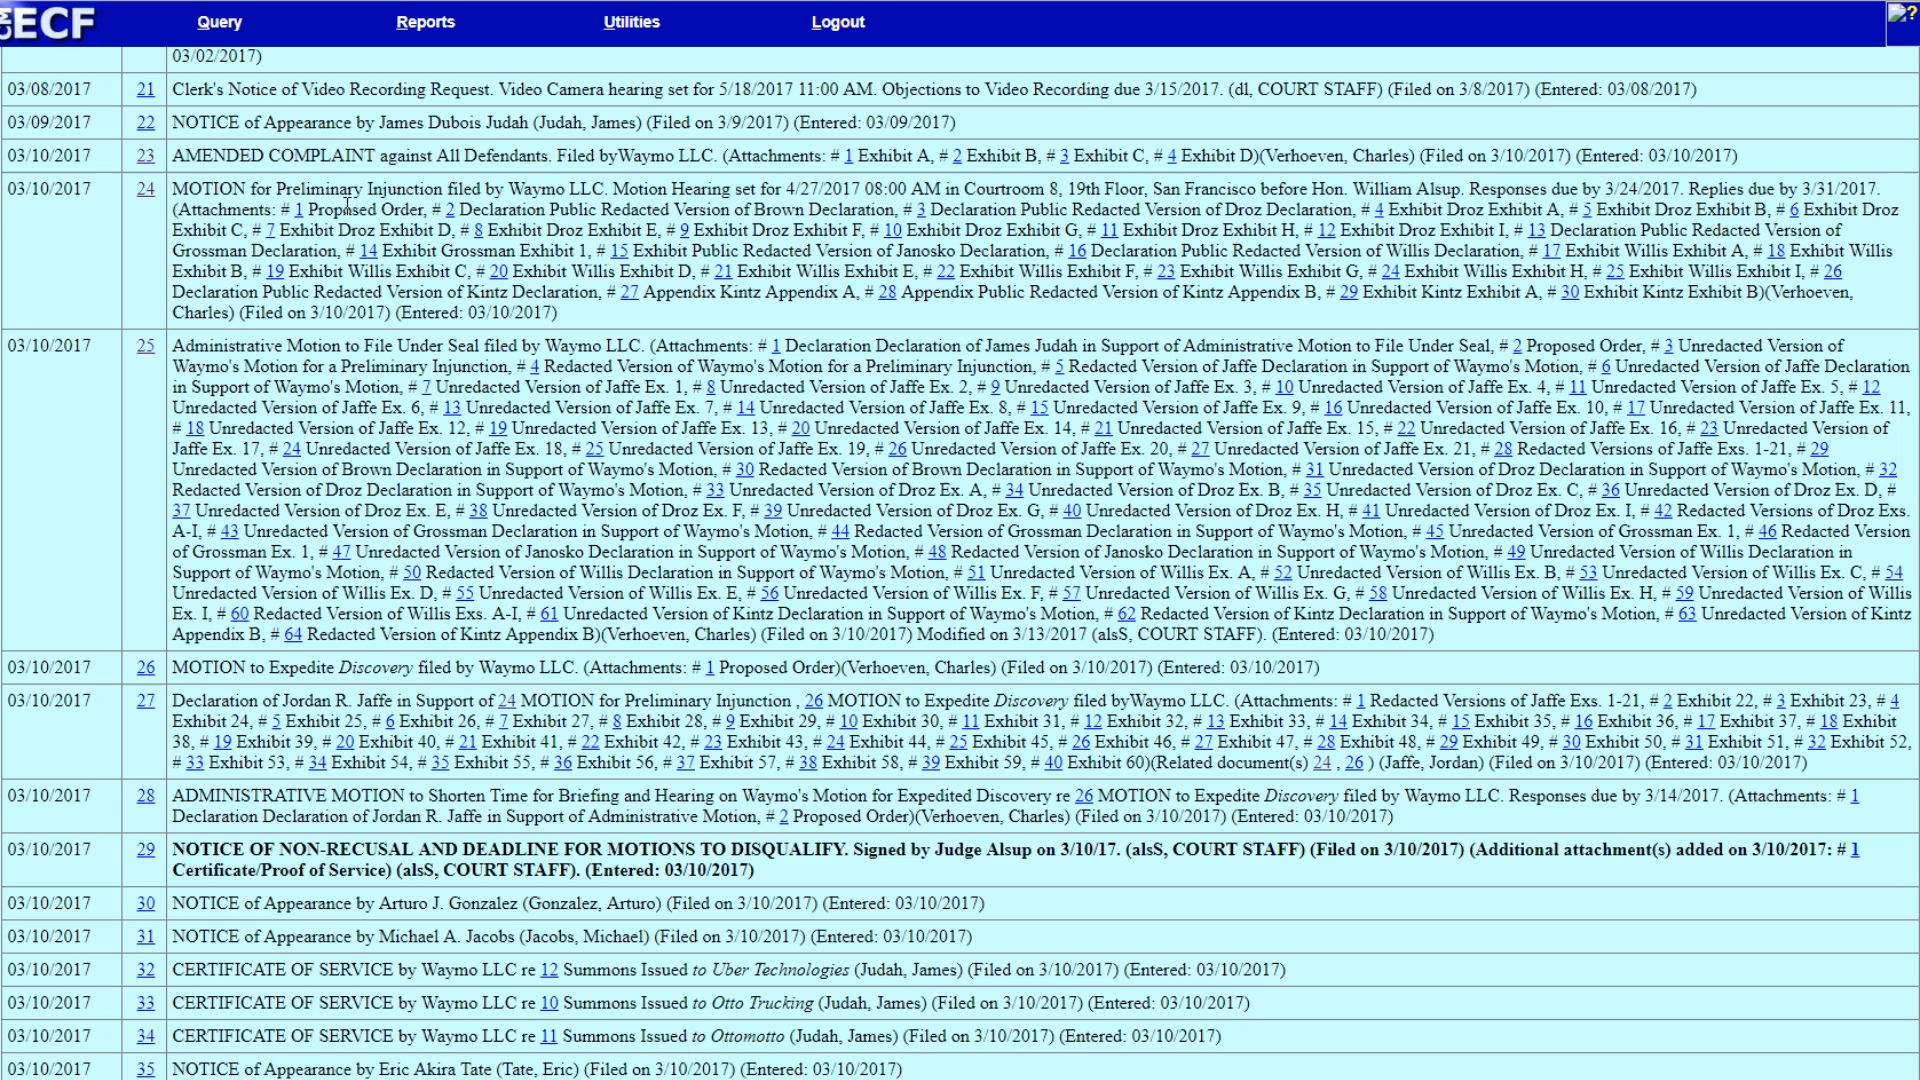 CM ECF Query Reports Utilities Logout ?
03/02/2017)
03/08/2017 21 Clerk's Notice of Video Recording Request. Video Camera hearing set for 5/18/2017 11:00 AM. Objections to Video Recording due 3/15/2017. (dl, COURT STAFF) (Filed on 3/8/2017) (Entered: 03/08/2017)
03/09/2017 22 NOTICE of Appearance by James Dubois Judah (Judah, James) (Filed on 3/9/2017) (Entered: 03/09/2017)
03/10/2017 23 AMENDED COMPLAINT against All Defendants. Filed byWaymo LLC. (Attachments: # 1 Exhibit A, # 2 Exhibit B, # 3 Exhibit C, # 4 Exhibit D)(Verhoeven, Charles) (Filed on 3/10/2017) (Entered: 03/10/2017)
03/10/2017 24 MOTION for Preliminary Injunction filed by Waymo LLC. Motion Hearing set for 4/27/2017 08:00 AM in Courtroom 8, 19th Floor, San Francisco before Hon. William Alsup. Responses due by 3/24/2017. Replies due by 3/31/2017.
(Attachments: # 1 Proposed Order, # 2 Declaration Public Redacted Version of Brown Declaration, # 3 Declaration Public Redacted Version of Droz Declaration, # 4 Exhibit Droz Exhibit A, # 5 Exhibit Droz Exhibit B, # 6 Exhibit Droz
Exhibit C, # 7 Exhibit Droz Exhibit D, # 8 Exhibit Droz Exhibit E, # 9 Exhibit Droz Exhibit F, # 10 Exhibit Droz Exhibit G, # 11 Exhibit Droz Exhibit H, # 12 Exhibit Droz Exhibit I, # 13 Declaration Public Redacted Version of
Grossman Declaration, # 14 Exhibit Grossman Exhibit 1, # 15 Exhibit Public Redacted Version of Janosko Declaration, # 16 Declaration Public Redacted Version of Willis Declaration, # 17 Exhibit Willis Exhibit A, # 18 Exhibit Willis
Exhibit B, # 19 Exhibit Willis Exhibit C, # 20 Exhibit Willis Exhibit D, # 21 Exhibit Willis Exhibit E, # 22 Exhibit Willis Exhibit F, # 23 Exhibit Willis Exhibit G, # 24 Exhibit Willis Exhibit H, # 25 Exhibit Willis Exhibit I, # 26
Declaration Public Redacted Version of Kintz Declaration, # 27 Appendix Kintz Appendix A, # 28 Appendix Public Redacted Version of Kintz Appendix B, # 29 Exhibit Kintz Exhibit A, # 30 Exhibit Kintz Exhibit B)(Verhoeven,
Charles) (Filed on 3/10/2017) (Entered: 03/10/2017)
03/10/2017 25 Administrative Motion to File Under Seal filed by Waymo LLC. (Attachments: # 1 Declaration Declaration of James Judah in Support of Administrative Motion to File Under Seal, # 2 Proposed Order, # 3 Unredacted Version of
Waymo's Motion for a Preliminary Injunction, # 4 Redacted Version of Waymo's Motion for a Preliminary Injunction, # 5 Redacted Version of Jaffe Declaration in Support of Waymo's Motion, # 6 Unredacted Version of Jaffe Declaration
in Support of Waymo's Motion, # 7 Unredacted Version of Jaffe Ex. 1, # 8 Unredacted Version of Jaffe Ex. 2, # 9 Unredacted Version of Jaffe Ex. 3, # 10 Unredacted Version of Jaffe Ex. 4, # 11 Unredacted Version of Jaffe Ex. 5, # 12
Unredacted Version of Jaffe Ex. 6, # 13 Unredacted Version of Jaffe Ex. 7, # 14 Unredacted Version of Jaffe Ex. 8, # 15 Unredacted Version of Jaffe Ex. 9, # 16 Unredacted Version of Jaffe Ex. 10, # 17 Unredacted Version of Jaffe Ex. 11,
# 18 Unredacted Version of Jaffe Ex. 12, # 19 Unredacted Version of Jaffe Ex. 13, # 20 Unredacted Version of Jaffe Ex. 14, # 21 Unredacted Version of Jaffe Ex. 15, # 22 Unredacted Version of Jaffe Ex. 16, # 23 Unredacted Version of
Jaffe Ex. 17, # 24 Unredacted Version of Jaffe Ex. 18, # 25 Unredacted Version of Jaffe Ex. 19, # 26 Unredacted Version of Jaffe Ex. 20, # 27 Unredacted Version of Jaffe Ex. 21, # 28 Redacted Versions of Jaffe Exs. 1-21, # 29
Unredacted Version of Brown Declaration in Support of Waymo's Motion, # 30 Redacted Version of Brown Declaration in Support of Waymo's Motion, # 31 Unredacted Version of Droz Declaration in Support of Waymo's Motion, # 32
Redacted Version of Droz Declaration in Support of Waymo's Motion, # 33 Unredacted Version of Droz Ex. A, # 34 Unredacted Version of Droz Ex. B, # 35 Unredacted Version of Droz Ex. C, # 36 Unredacted Version of Droz Ex. D, #
37 Unredacted Version of Droz Ex. E, # 38 Unredacted Version of Droz Ex. F, # 39 Unredacted Version of Droz Ex. G, # 40 Unredacted Version of Droz Ex. H, # 41 Unredacted Version of Droz Ex. I, # 42 Redacted Versions of Droz Exs.
A-I, # 43 Unredacted Version of Grossman Declaration in Support of Waymo's Motion, # 44 Redacted Version of Grossman Declaration in Support of Waymo's Motion, # 45 Unredacted Version of Grossman Ex. 1, # 46 Redacted Version
of Grossman Ex. 1, # 47 Unredacted Version of Janosko Declaration in Support of Waymo's Motion, # 48 Redacted Version of Janosko Declaration in Support of Waymo's Motion, # 49 Unredacted Version of Willis Declaration in
Support of Waymo's Motion, # 50 Redacted Version of Willis Declaration in Support of Waymo's Motion, # 51 Unredacted Version of Willis Ex. A, # 52 Unredacted Version of Willis Ex. B, # 53 Unredacted Version of Willis Ex. C, # 54
Unredacted Version of Willis Ex. D, # 55 Unredacted Version of Willis Ex. E, # 56 Unredacted Version of Willis Ex. F, # 57 Unredacted Version of Willis Ex. G, # 58 Unredacted Version of Willis Ex. H, # 59 Unredacted Version of Willis
Ex. I, # 60 Redacted Version of Willis Exs. A-I, # 61 Unredacted Version of Kintz Declaration in Support of Waymo's Motion, # 62 Redacted Version of Kintz Declaration in Support of Waymo's Motion, # 63 Unredacted Version of Kintz
Appendix B, # 64 Redacted Version of Kintz Appendix B)(Verhoeven, Charles) (Filed on 3/10/2017) Modified on 3/13/2017 (alsS, COURT STAFF). (Entered: 03/10/2017)
03/10/2017 26 MOTION to Expedite Discovery filed by Waymo LLC. (Attachments: # 1 Proposed Order)(Verhoeven, Charles) (Filed on 3/10/2017) (Entered: 03/10/2017)
03/10/2017 27 Declaration of Jordan R. Jaffe in Support of 24 MOTION for Preliminary Injunction , 26 MOTION to Expedite Discovery filed byWaymo LLC. (Attachments: # 1 Redacted Versions of Jaffe Exs. 1-21, # 2 Exhibit 22, # 3 Exhibit 23, # 4
Exhibit 24, # 5 Exhibit 25, # 6 Exhibit 26, # 7 Exhibit 27, # 8 Exhibit 28, # 9 Exhibit 29, # 10 Exhibit 30, # 11 Exhibit 31, # 12 Exhibit 32, # 13 Exhibit 33, # 14 Exhibit 34, # 15 Exhibit 35, # 16 Exhibit 36, # 17 Exhibit 37, # 18 Exhibit
38, # 19 Exhibit 39, # 20 Exhibit 40, # 21 Exhibit 41, # 22 Exhibit 42, # 23 Exhibit 43, # 24 Exhibit 44, # 25 Exhibit 45, # 26 Exhibit 46, # 27 Exhibit 47, # 28 Exhibit 48, # 29 Exhibit 49, # 30 Exhibit 50, # 31 Exhibit 51, # 32 Exhibit 52,
# 33 Exhibit 53, # 34 Exhibit 54, # 35 Exhibit 55, # 36 Exhibit 56, # 37 Exhibit 57, # 38 Exhibit 58, # 39 Exhibit 59, # 40 Exhibit 60)(Related document(s) 24 , 26 ) (Jaffe, Jordan) (Filed on 3/10/2017) (Entered: 03/10/2017)
03/10/2017 28 ADMINISTRATIVE MOTION to Shorten Time for Briefing and Hearing on Waymo's Motion for Expedited Discovery re 26 MOTION to Expedite Discovery filed by Waymo LLC. Responses due by 3/14/2017. (Attachments: # 1
Declaration Declaration of Jordan R. Jaffe in Support of Administrative Motion, # 2 Proposed Order)(Verhoeven, Charles) (Filed on 3/10/2017) (Entered: 03/10/2017)
03/10/2017 29 NOTICE OF NON-RECUSAL AND DEADLINE FOR MOTIONS TO DISQUALIFY. Signed by Judge Alsup on 3/10/17. (alsS, COURT STAFF) (Filed on 3/10/2017) (Additional attachment(s) added on 3/10/2017: # 1
Certificate/Proof of Service) (alsS, COURT STAFF). (Entered: 03/10/2017)
03/10/2017 30 NOTICE of Appearance by Arturo J. Gonzalez (Gonzalez, Arturo) (Filed on 3/10/2017) (Entered: 03/10/2017)
03/10/2017 31 NOTICE of Appearance by Michael A. Jacobs (Jacobs, Michael) (Filed on 3/10/2017) (Entered: 03/10/2017)
03/10/2017 32 CERTIFICATE OF SERVICE by Waymo LLC re 12 Summons Issued to Uber Technologies (Judah, James) (Filed on 3/10/2017) (Entered: 03/10/2017)
03/10/2017 33 CERTIFICATE OF SERVICE by Waymo LLC re 10 Summons Issued to Otto Trucking (Judah, James) (Filed on 3/10/2017) (Entered: 03/10/2017)
03/10/2017 34 CERTIFICATE OF SERVICE by Waymo LLC re 11 Summons Issued to Ottomotto (Judah, James) (Filed on 3/10/2017) (Entered: 03/10/2017)
03/10/2017 35 NOTICE of Appearance by Eric Akira Tate (Tate, Eric) (Filed on 3/10/2017) (Entered: 03/10/2017)